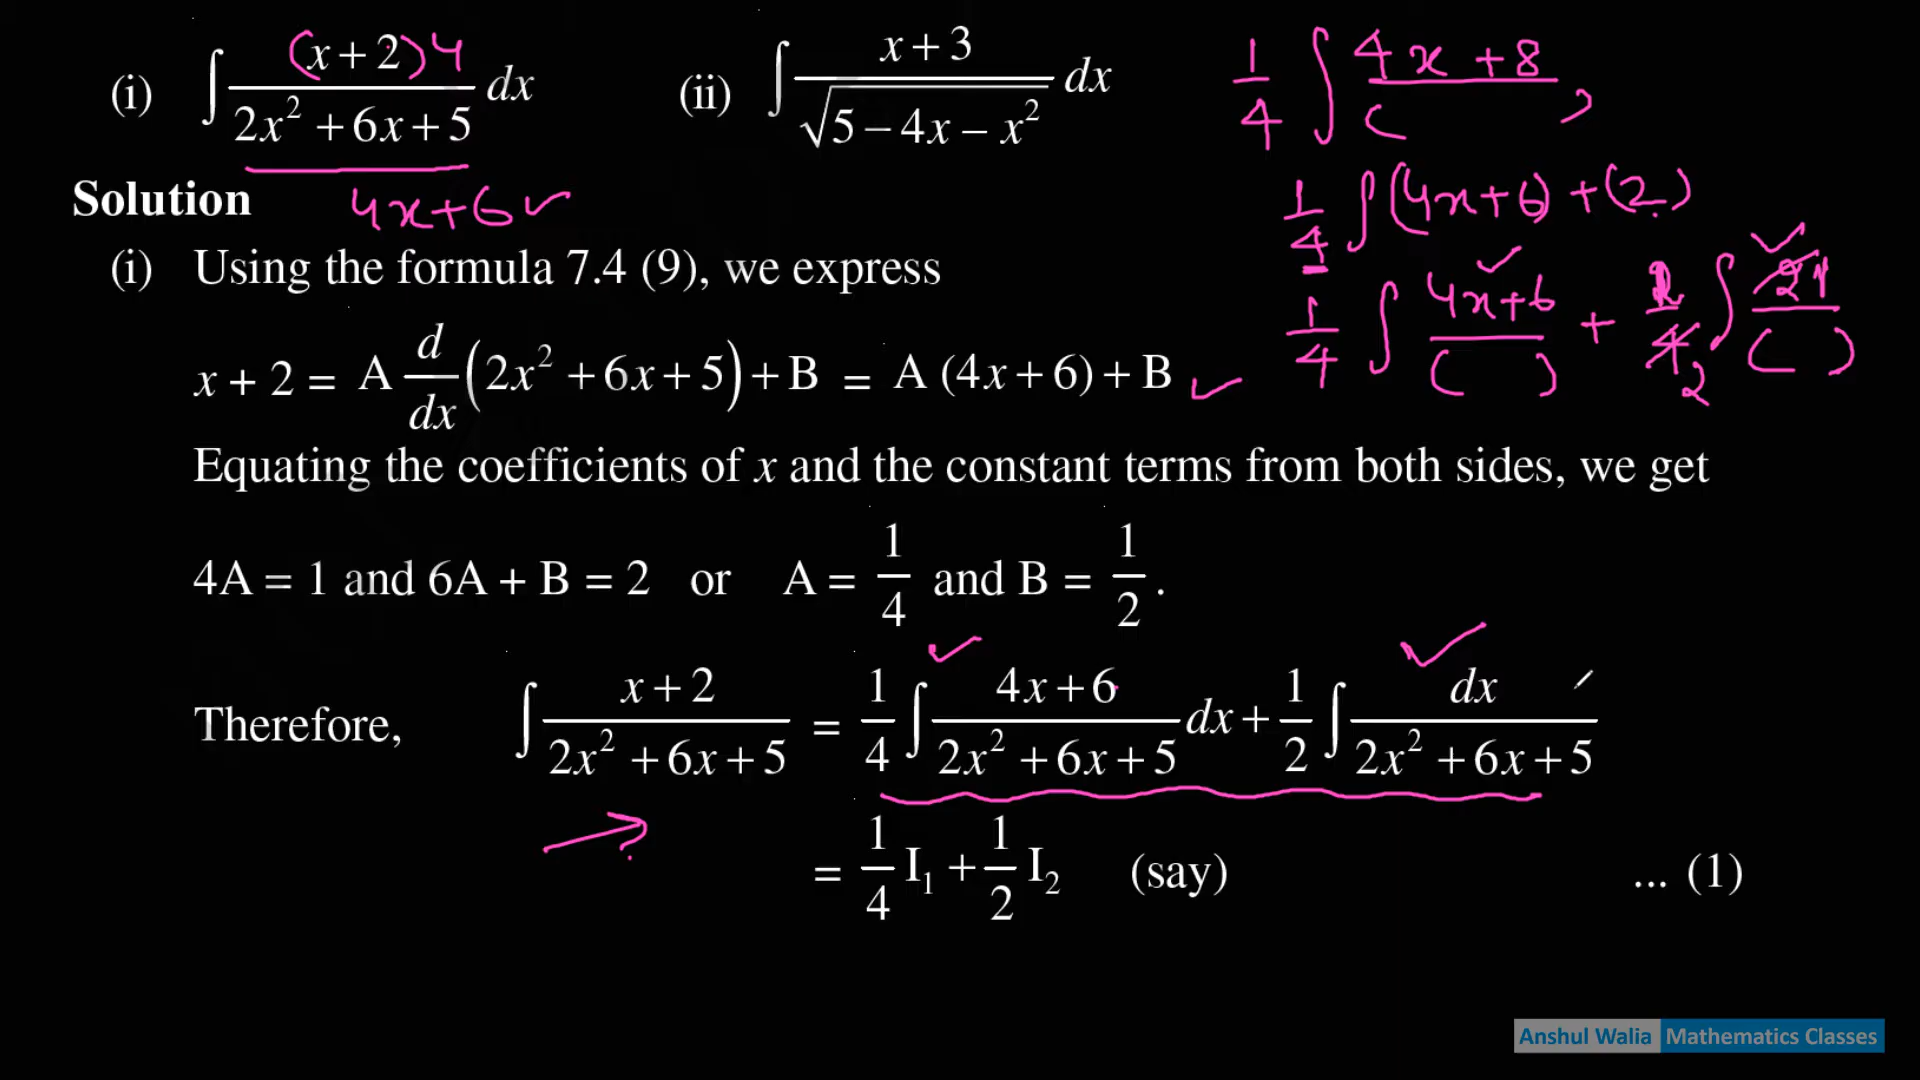 (i) ∫ (x + 2) 4 / 2x² + 6x + 5 dx (ii) ∫ x + 3 / √5 – 4x – x² dx
1/4 ∫ 4x + 8 / ( )
4x + 6 ✓
1/4 ∫ (4x + 6) + (2)
Solution
(i) Using the formula 7.4 (9), we express
1/4 ∫ 4x + 6 / ( ) + ∫ 1 / ( )
x + 2 = A d/dx (2x² + 6x + 5) + B = A (4x + 6) + B ✓
Equating the coefficients of x and the constant terms from both sides, we get
4A = 1 and 6A + B = 2 or A = 1/4 and B = 1/2 .
Therefore, ∫ x + 2 / 2x² + 6x + 5 = 1/4 ∫ 4x + 6 / 2x² + 6x + 5 dx + 1/2 ∫ dx / 2x² + 6x + 5
= 1/4 I₁ + 1/2 I₂ (say) ... (1)
Anshul Walia Mathematics Classes